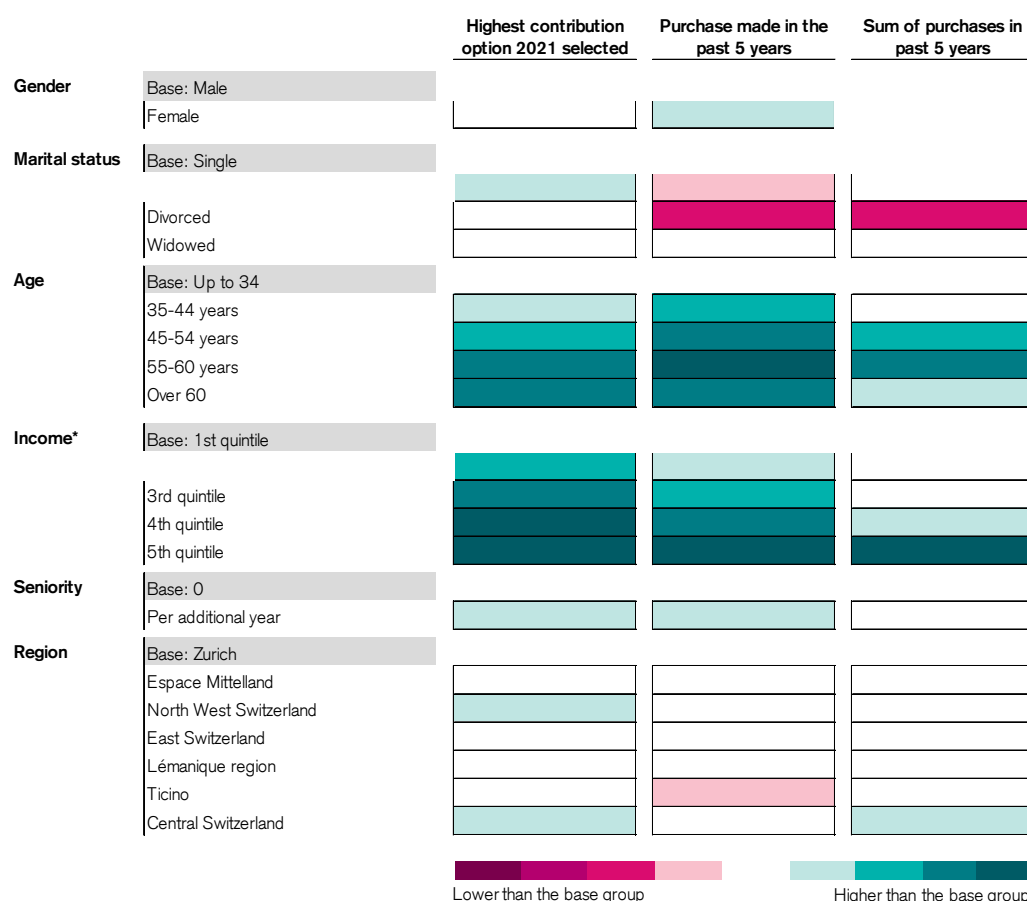 Highest contribution
option 2021 selected
Purchase made in the
past 5 years
Sum of purchases in
past 5 years
Gender
Base: Male
Female
Marital status
Base: Single
Divorced
Widowed
Age
Base: Up to 34
35-44 years
45-54 years
55-60 years
Over 60
Income*
Base: 1st quintile
3rd quintile
4th quintile
5th quintile
Seniority
Base: 0
Per additional year
Region
Base: Zurich
Espace Mittelland
North West Switzerland
East Switzerland
Lémanique region
Ticino
Central Switzerland
Lower than the base group
Higher than the base group